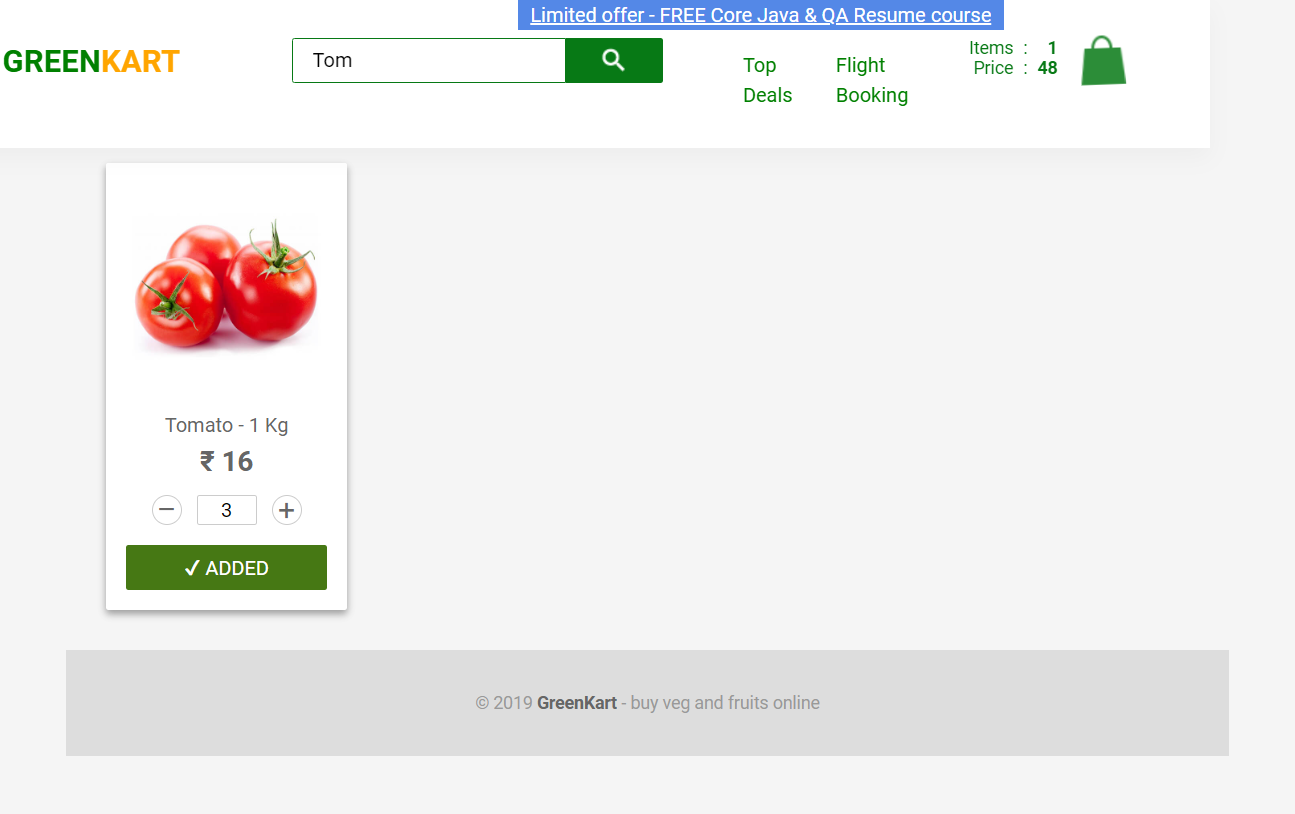 Limited offer - FREE Core Java & QA Resume course
GREENKART
Tom
Top
Deals
Flight
Booking
Items : 1
Price : 48
Tomato - 1 Kg
₹ 16
− 3 +
✓ ADDED
© 2019 GreenKart - buy veg and fruits online